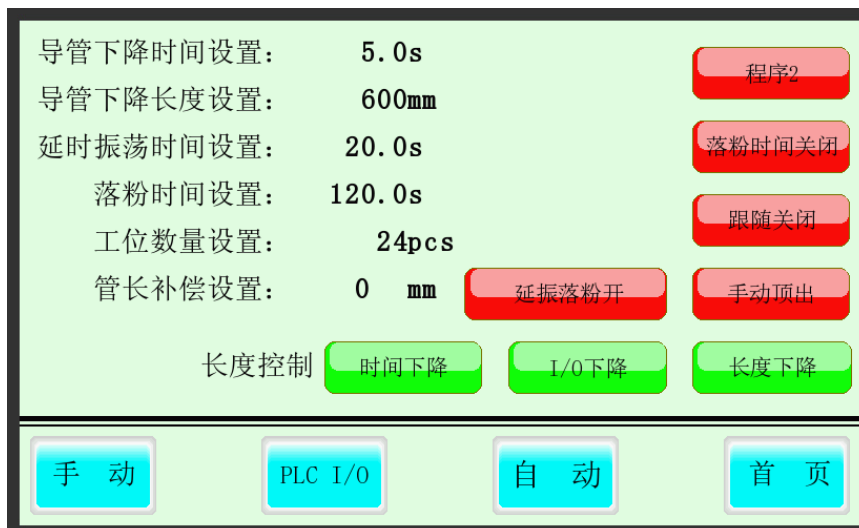 导管下降时间设置: 5.0s
程序2
导管下降长度设置: 600mm
延时振荡时间设置: 20.0s
落粉时间关闭
落粉时间设置: 120.0s
跟随关闭
工位数量设置: 24pcs
管长补偿设置: 0 mm
延振落粉开
手动顶出
长度控制
时间下降
I/O下降
长度下降
手 动
PLC I/O
自 动
首 页